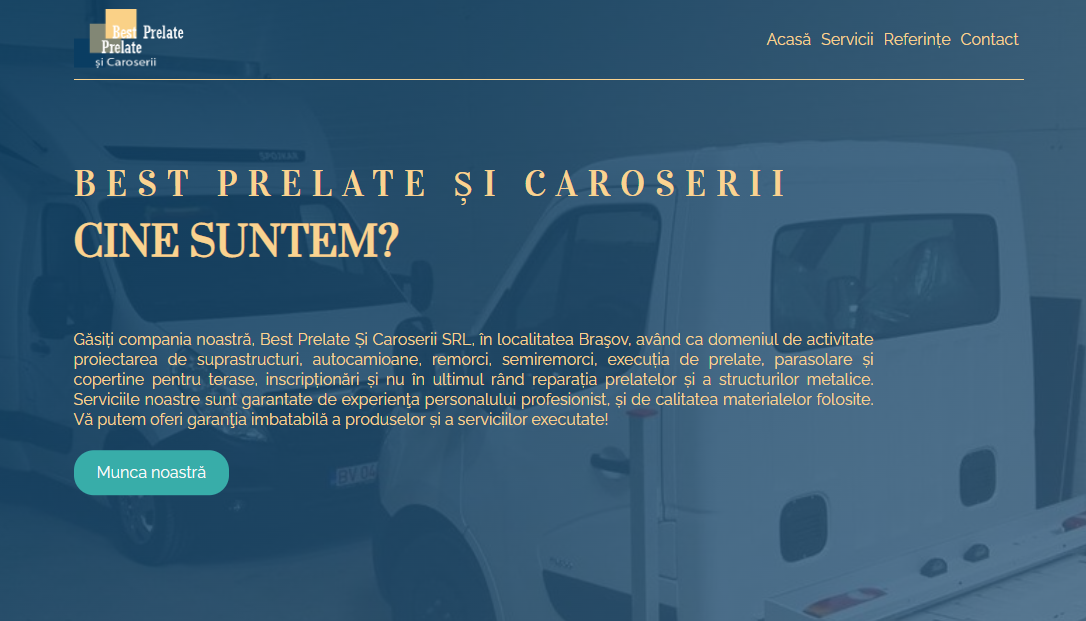 Best Prelate
Prelate
și Caroserii
Acasă Servicii Referințe Contact
SPOJKAR
BEST PRELATE ȘI CAROSERII
CINE SUNTEM?
Găsiți compania noastră, Best Prelate Și Caroserii SRL, în localitatea Braşov, având ca domeniul de activitate
proiectarea de suprastructuri, autocamioane, remorci, semiremorci, execuția de prelate, parasolare și
copertine pentru terase, inscripționări și nu în ultimul rând reparația prelatelor și a structurilor metalice.
Serviciile noastre sunt garantate de experienţa personalului profesionist, și de calitatea materialelor folosite.
Vă putem oferi garanţia imbatabilă a produselor și a serviciilor executate!
Munca noastră
BV 04